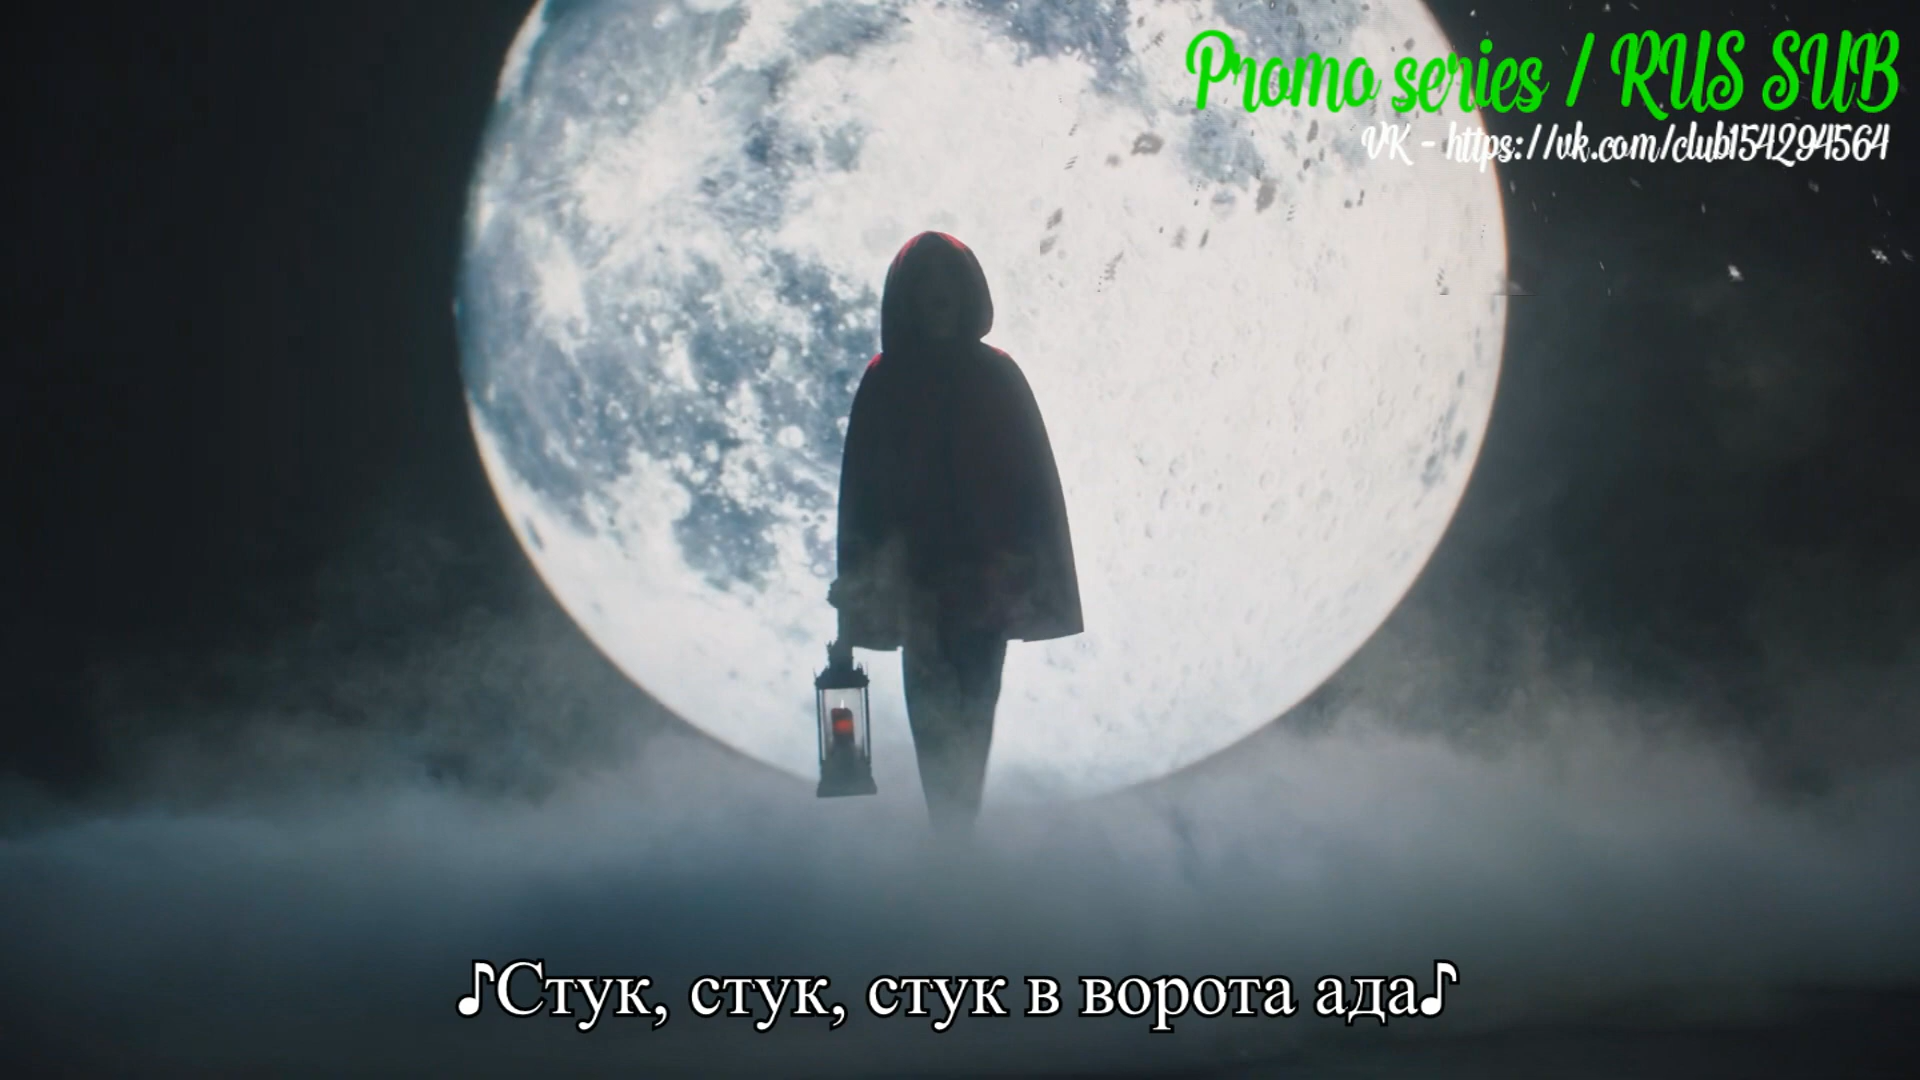 Promo series / RUS SUB
VK - https://vk.com/club154294564
♪Стук, стук, стук в ворота ада♪